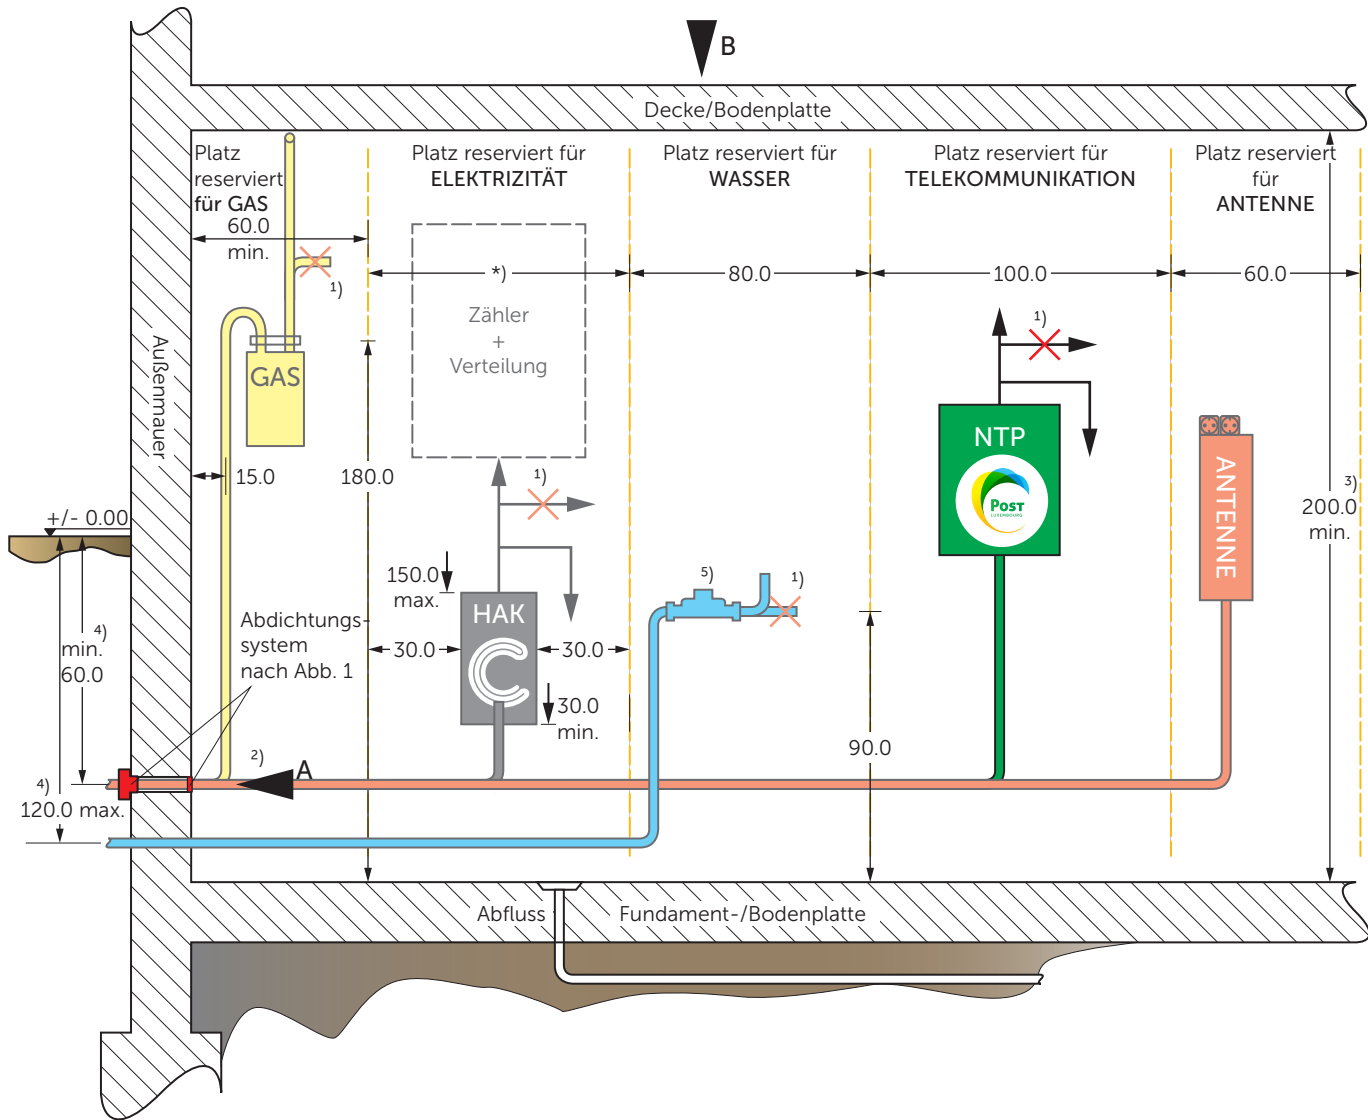 B
Decke/Bodenplatte
Platz
reserviert
für GAS
60.0
min.
Platz reserviert für
ELEKTRIZITÄT
Platz reserviert für
WASSER
Platz reserviert für
TELEKOMMUNIKATION
Platz reserviert
für
ANTENNE
*)
80.0
100.0
60.0
1)
Zähler
+
Verteilung
1)
Außenmauer
GAS
15.0
180.0
1)
NTP
POST
LUXEMBOURG
ANTENNE
3)
200.0
min.
+/- 0.00
150.0
max.
HAK
5)
1)
Abdichtungs-
system
nach Abb. 1
30.0
30.0
4)
min.
60.0
30.0
min.
90.0
2)
A
4)
120.0 max.
Abfluss
Fundament-/Bodenplatte